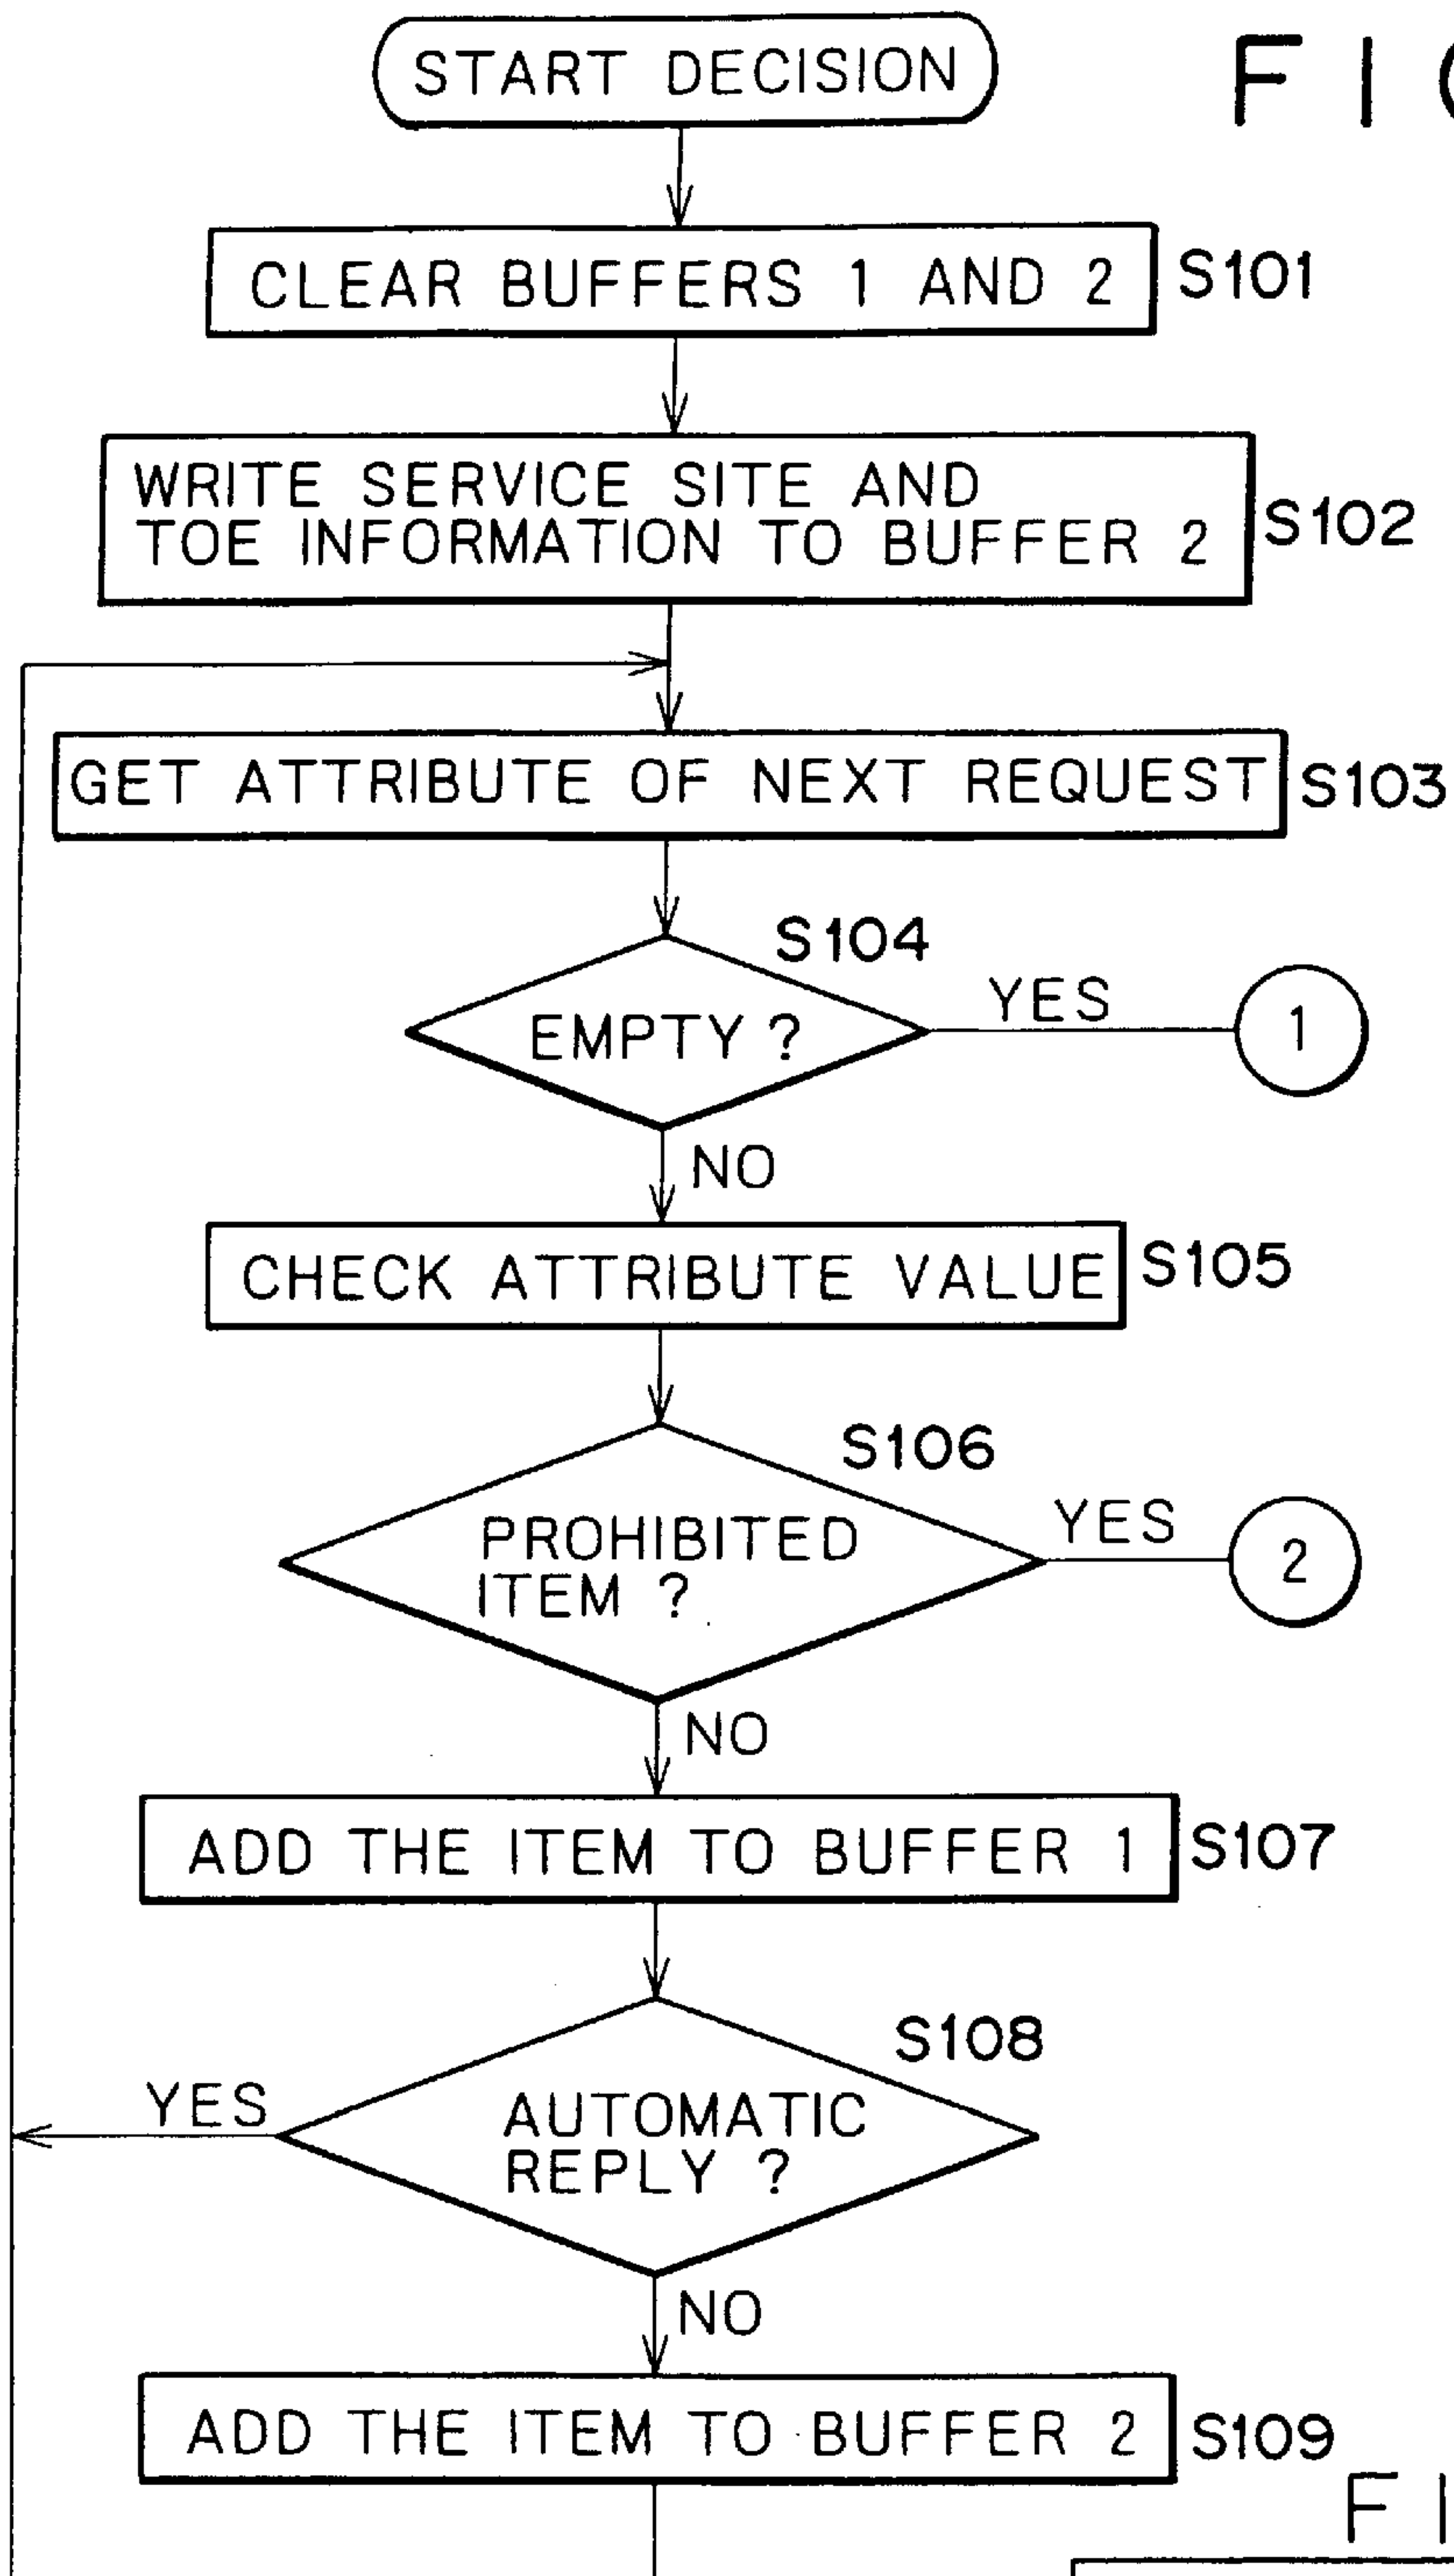 START DECISION
FIG
CLEAR BUFFERS 1 AND 2
S101
WRITE SERVICE SITE AND
TOE INFORMATION TO BUFFER 2
S102
GET ATTRIBUTE OF NEXT REQUEST
S103
S104
EMPTY ?
YES
1
NO
CHECK ATTRIBUTE VALUE
S105
S106
PROHIBITED
ITEM ?
YES
2
NO
ADD THE ITEM TO BUFFER 1
S107
S108
YES
AUTOMATIC
REPLY ?
NO
ADD THE ITEM TO BUFFER 2
S109
FI